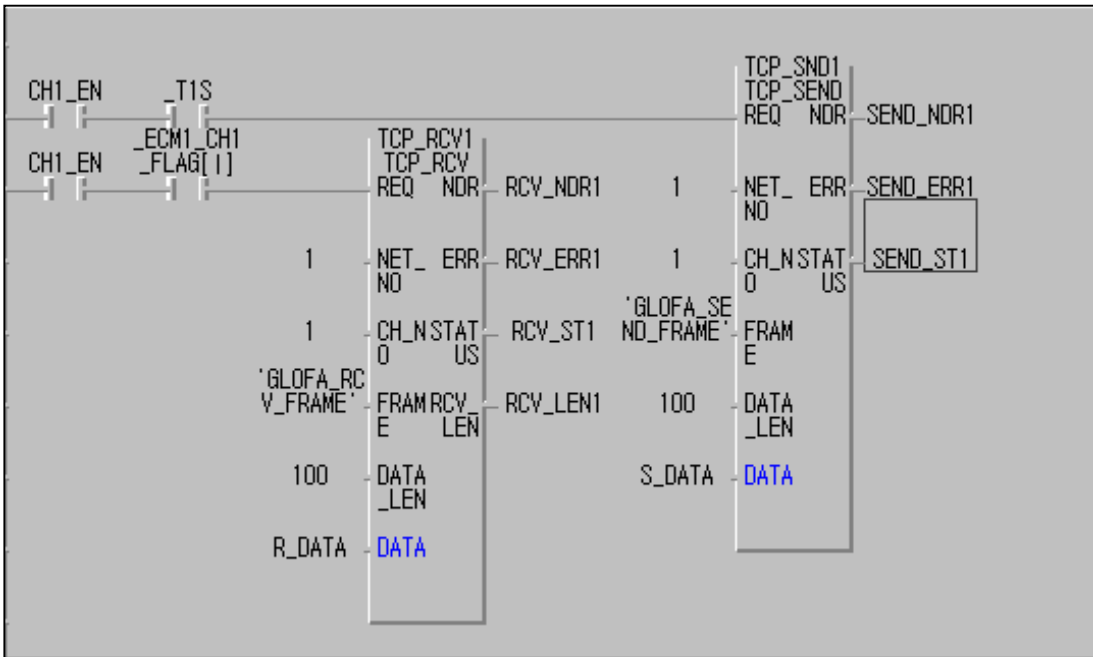 TCP_SND1
CH1_EN _T1S TCP_SEND
REQ NDR SEND_NDR1
_ECM1_CH1 TCP_RCV1
CH1_EN _FLAG[|] TCP_RCV
REQ NDR RCV_NDR1 1 NET_ ERR SEND_ERR1
NO
1 NET_ ERR RCV_ERR1 1 CH_N STAT SEND_ST1
NO O US
'GLOFA_SE
1 CH_N STAT RCV_ST1 ND_FRAME' FRAM
O US E
'GLOFA_RC
V_FRAME' FRAM RCV_ RCV_LEN1 100 DATA
E LEN _LEN
100 DATA S_DATA DATA
_LEN
R_DATA DATA